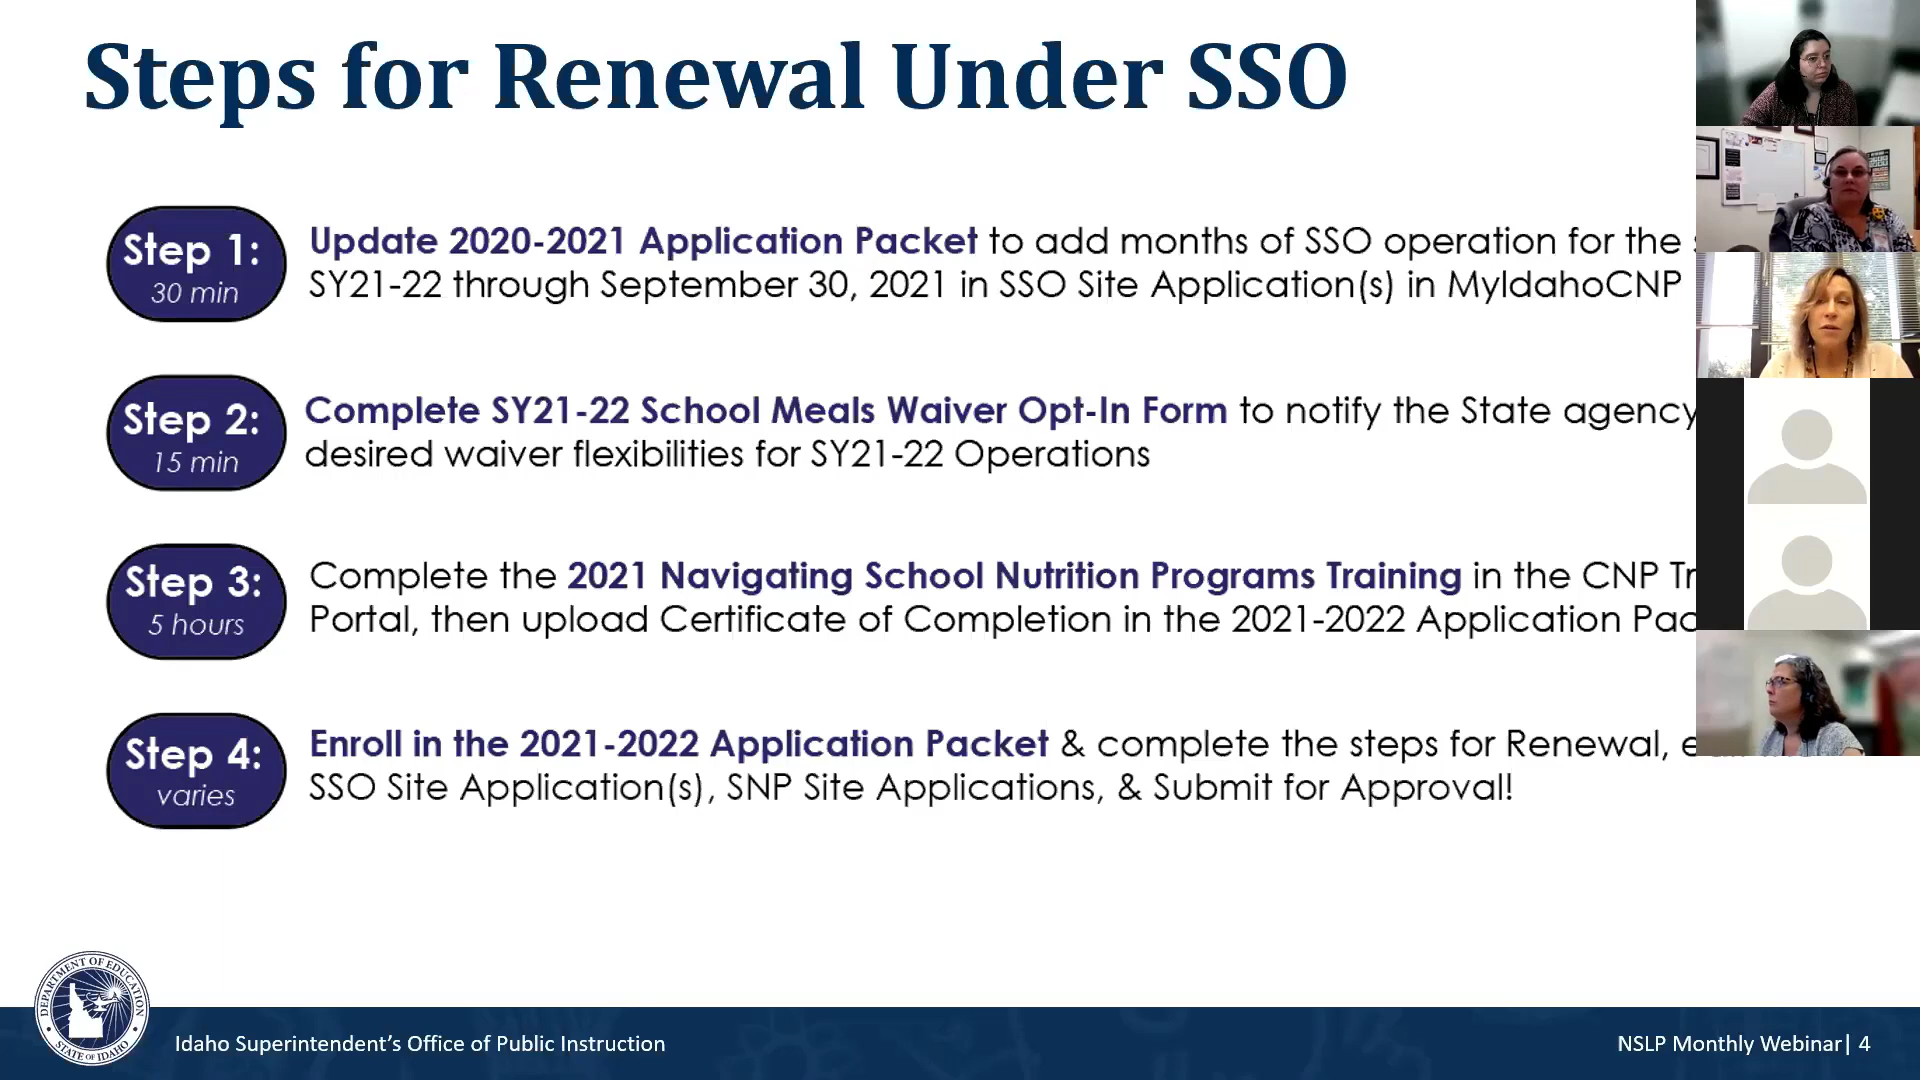 Steps for Renewal Under SSO
Step 1:
30 min
Update 2020-2021 Application Packet to add months of SSO operation for the
SY21-22 through September 30, 2021 in SSO Site Application(s) in MyIdahoCNP
Step 2:
15 min
Complete SY21-22 School Meals Waiver Opt-In Form to notify the State agency
desired waiver flexibilities for SY21-22 Operations
Step 3:
5 hours
Complete the 2021 Navigating School Nutrition Programs Training in the CNP
Portal, then upload Certificate of Completion in the 2021-2022 Application
Step 4:
varies
Enroll in the 2021-2022 Application Packet & complete the steps for Renewal,
SSO Site Application(s), SNP Site Applications, & Submit for Approval!
DEPARTMENT OF EDUCATION
STATE OF IDAHO
Idaho Superintendent's Office of Public Instruction
NSLP Monthly Webinar| 4